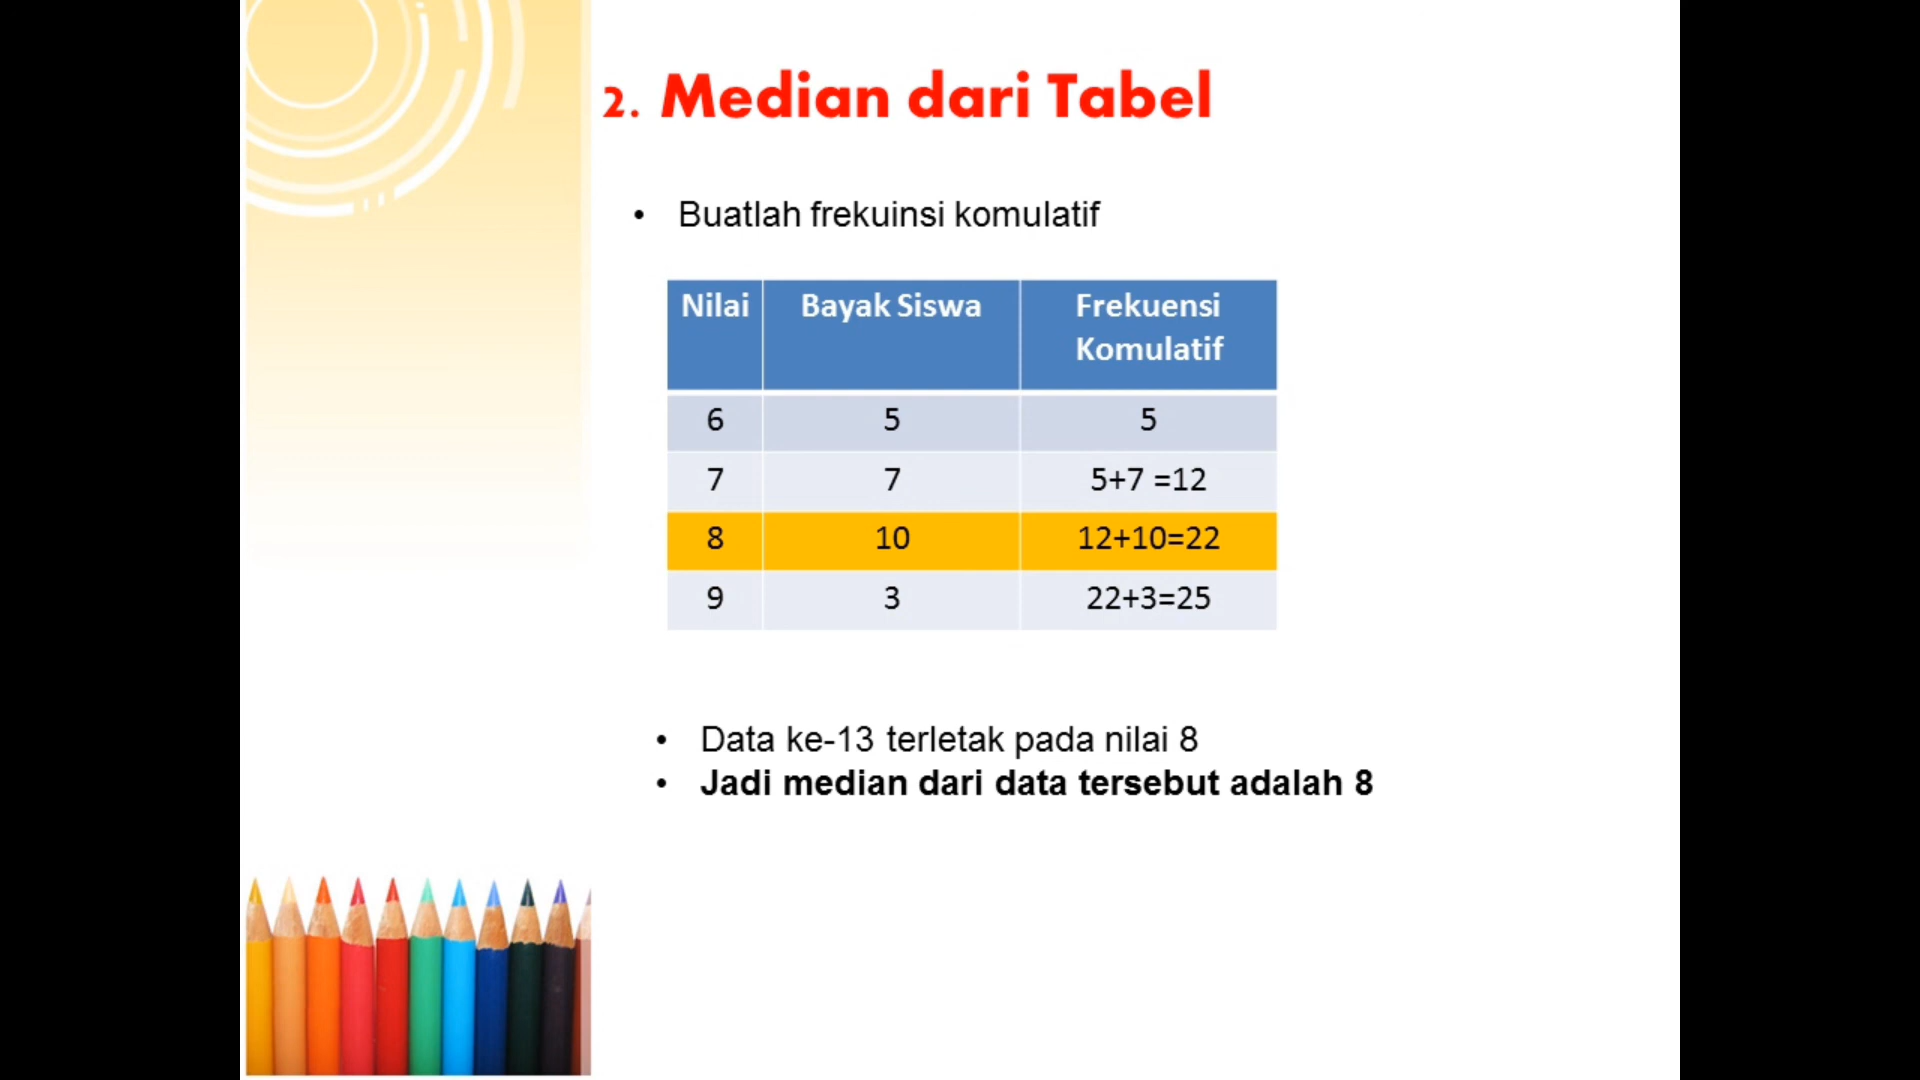 2. Median dari Tabel
• Buatlah frekuinsi komulatif
Nilai Bayak Siswa Frekuensi Komulatif
6 5 5
7 7 5+7 =12
8 10 12+10=22
9 3 22+3=25
• Data ke-13 terletak pada nilai 8
• Jadi median dari data tersebut adalah 8